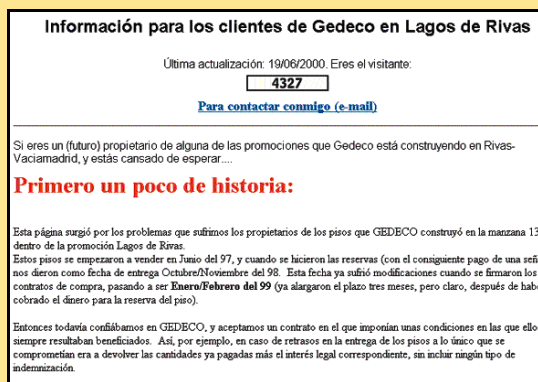 Información para los clientes de Gedeco en Lagos de Rivas
Última actualización: 19/06/2000. Eres el visitante:
4327
Para contactar conmigo (e-mail)
Si eres un (futuro) propietario de alguna de las promociones que Gedeco está construyendo en Rivas-
Vaciamadrid, y estás cansado de esperar....
Primero un poco de historia:
Esta página surgió por los problemas que sufrimos los propietarios de los pisos que GEDECO construyó en la manzana 13
dentro de la promoción Lagos de Rivas.
Estos pisos se empezaron a vender en Junio del 97, y cuando se hicieron las reservas (con el consiguiente pago de una
nos dieron como fecha de entrega Octubre/Noviembre del 98. Esta fecha ya sufrió modificaciones cuando se firmaron los
contratos de compra, pasando a ser Enero/Febrero del 99 (ya alargaron el plazo tres meses, pero claro, después de
cobrado el dinero para la reserva del piso).
Entonces todavía confiábamos en GEDECO, y aceptamos un contrato en el que imponían unas condiciones en las que
siempre resultaban beneficiados. Así, por ejemplo, en caso de retrasos en la entrega de los pisos a lo único que se
comprometían era a devolver las cantidades ya pagadas más el interés legal correspondiente, sin incluir ningún tipo de
indemnización.